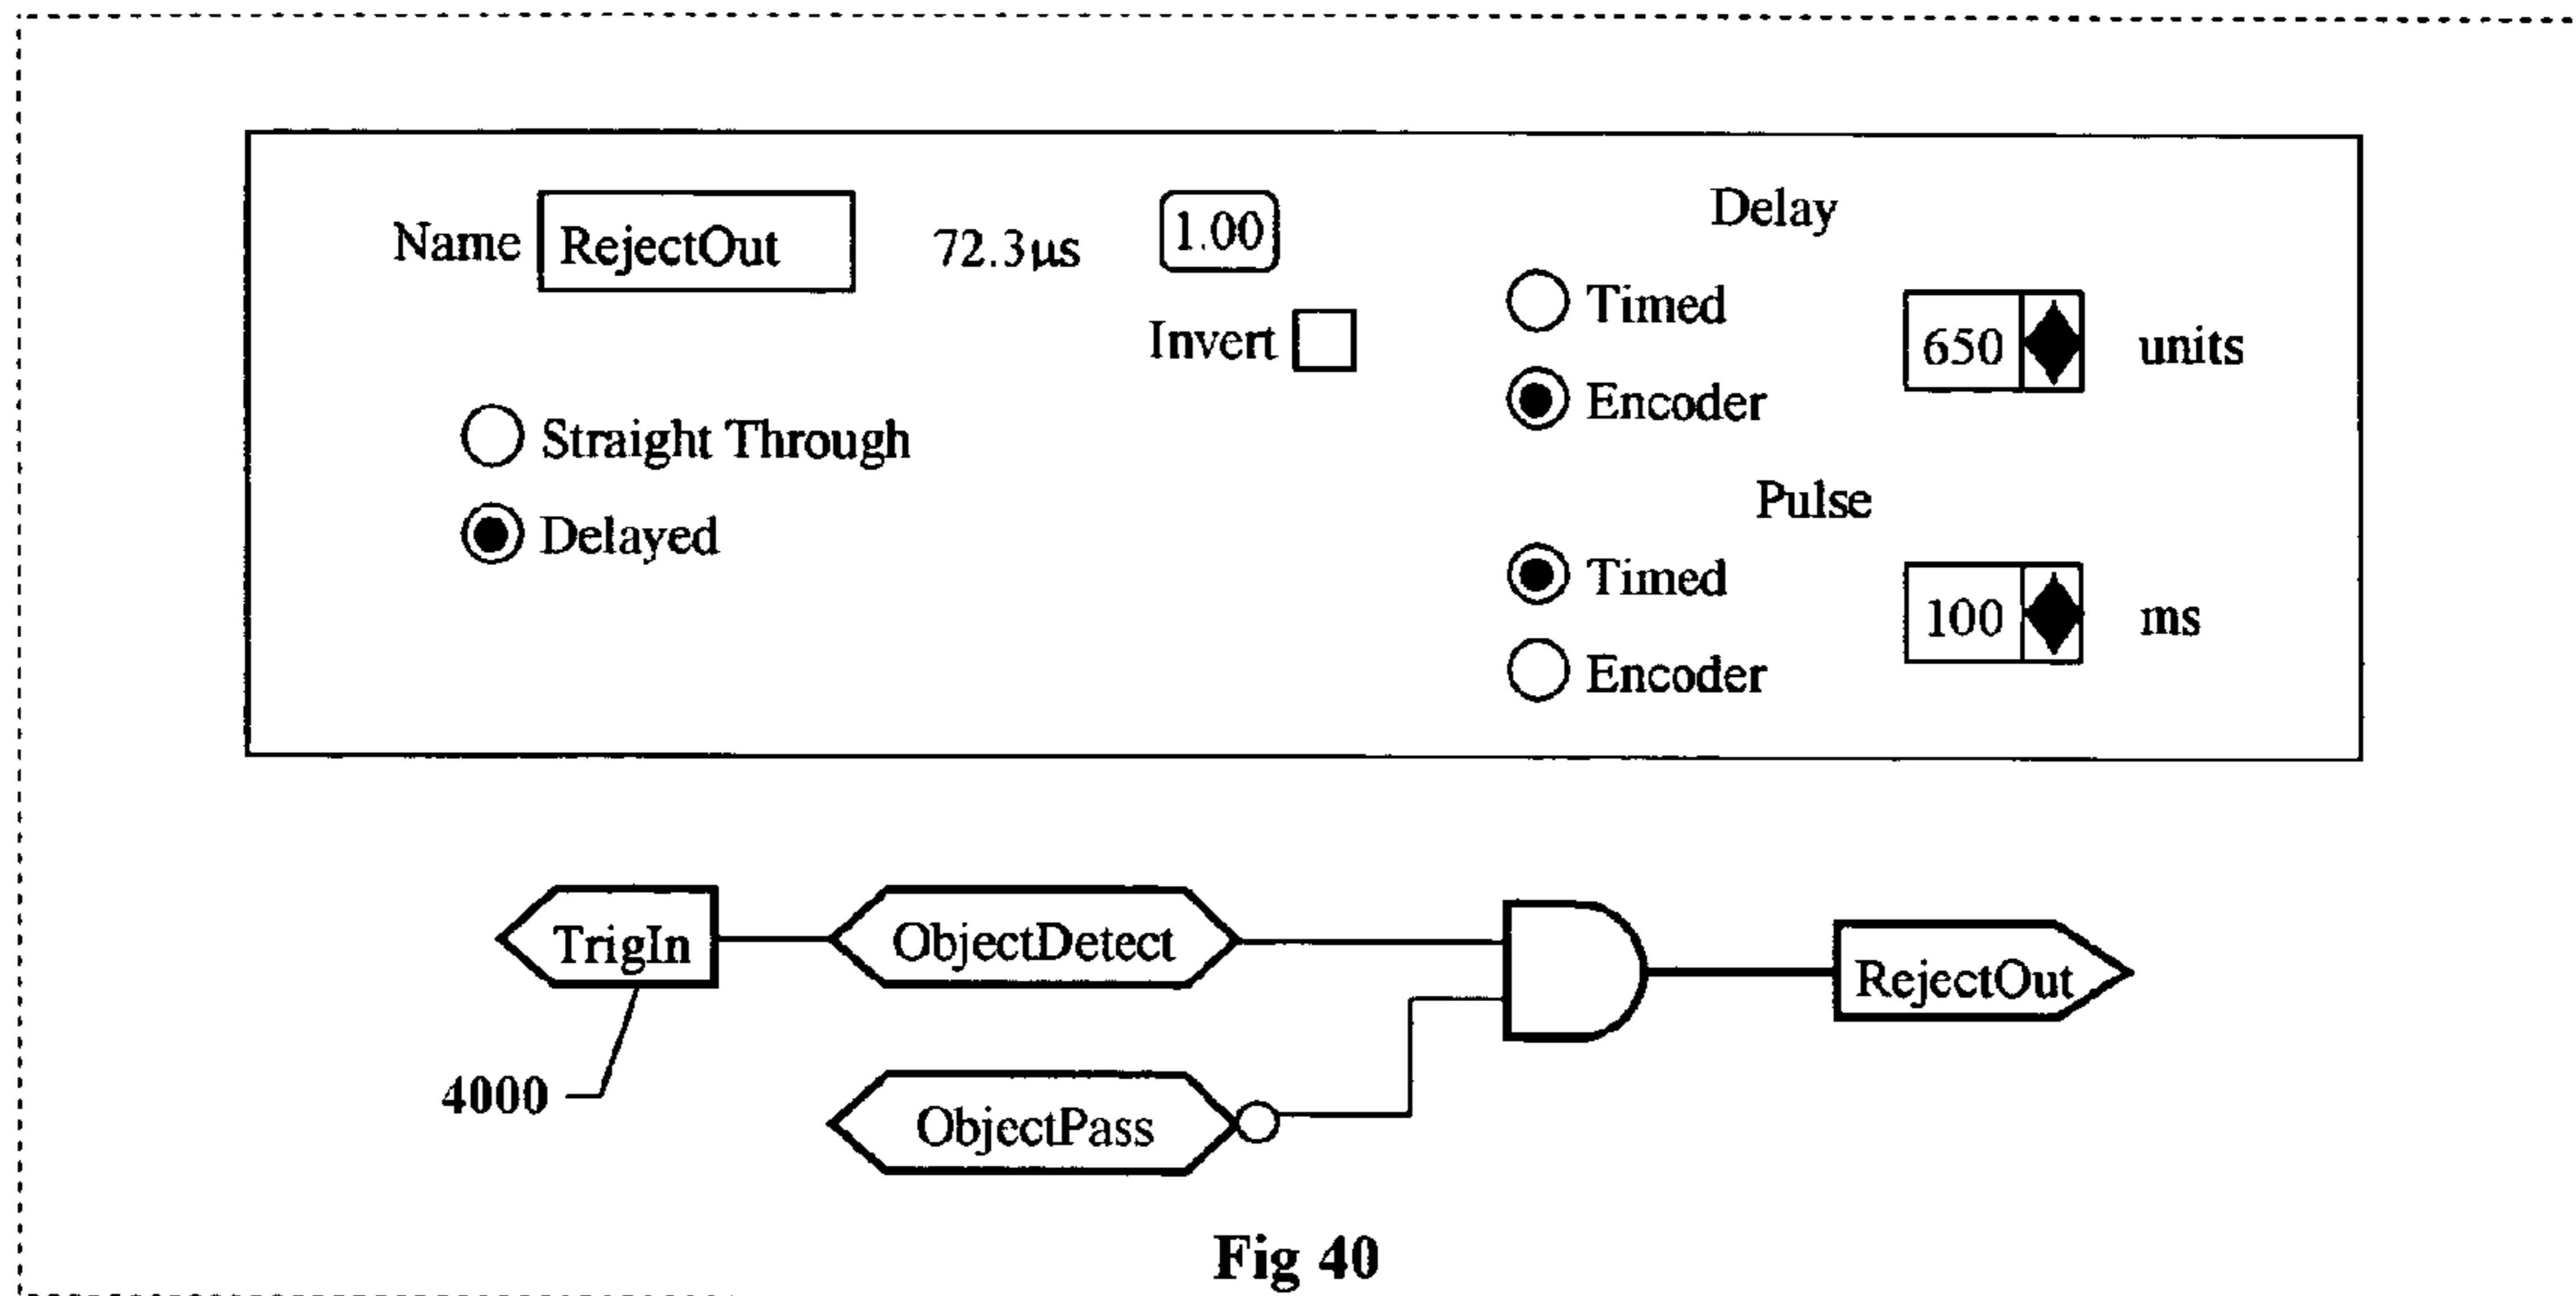 Name RejectOut 72.3µs 1.00
Invert
Straight Through
Delayed
Delay
Timed
Encoder
650 units
Pulse
Timed
Encoder
100 ms
TrigIn ObjectDetect
RejectOut
4000
ObjectPass
Fig 40